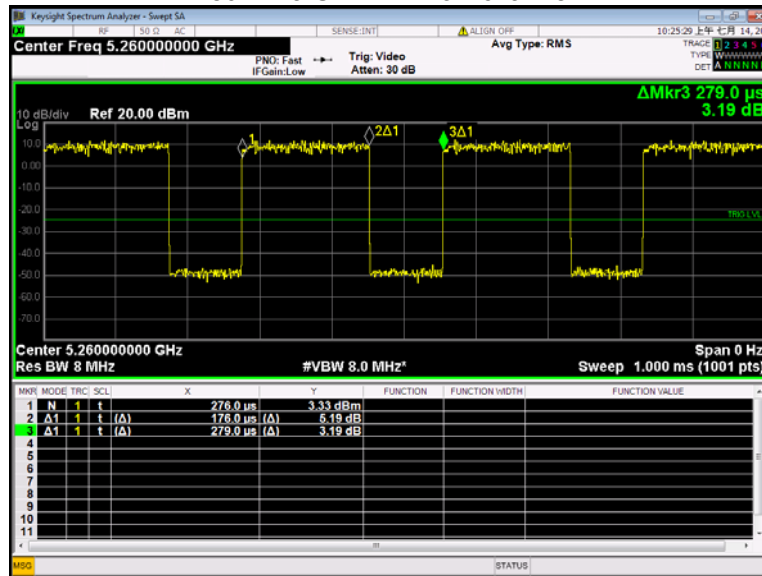 Keysight Spectrum Analyzer - Swept SA
RF 50 Ω AC SENSE:INT ALIGN OFF 10:25:29 上午 七月 14, 20
Center Freq 5.260000000 GHz
PNO: Fast
IFGain:Low
Trig: Video
Atten: 30 dB
Avg Type: RMS
TRACE 1 2 3 4 5
TYPE
DET A N N N N
ΔMkr3 279.0 µs
3.19 dB
10 dB/div Ref 20.00 dBm
Log
1
2Δ1
3Δ1
10.0
0.00
-10.0
-20.0
TRIG LVL
-30.0
-40.0
-50.0
-60.0
-70.0
Center 5.260000000 GHz Span 0 Hz
Res BW 8 MHz #VBW 8.0 MHz* Sweep 1.000 ms (1001 pts)
MKR MODE TRC SCL X Y FUNCTION FUNCTION WIDTH FUNCTION VALUE
1 N 1 t 276.0 µs 3.33 dBm
2 Δ1 1 t (Δ) 176.0 µs (Δ) 5.19 dB
3 Δ1 1 t (Δ) 279.0 µs (Δ) 3.19 dB
4
5
6
7
8
9
10
11
MSG STATUS